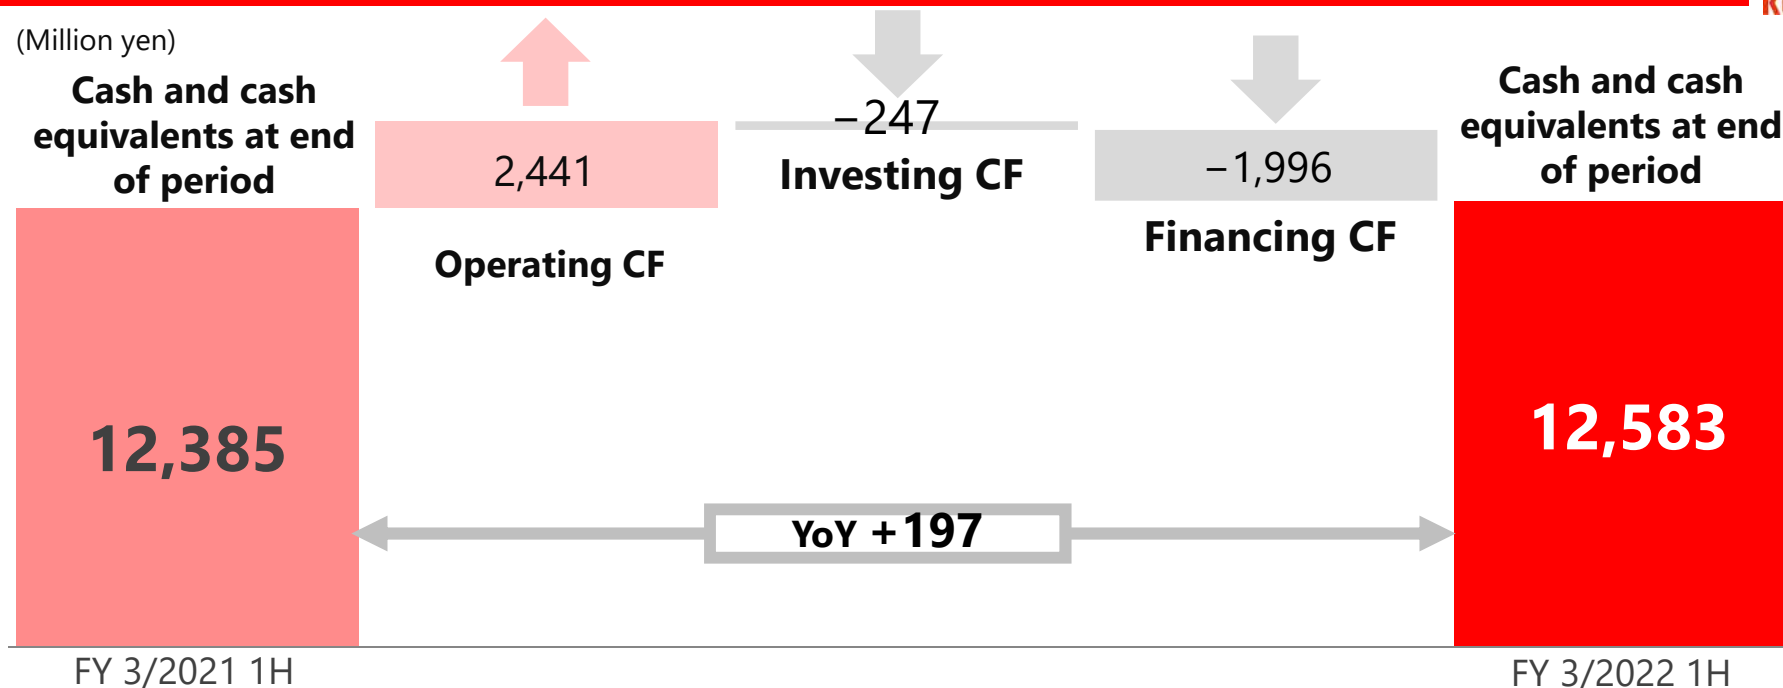 (Million yen)
Cash and cash
equivalents at end
of period
2,441
Operating CF
−247
Investing CF
−1,996
Financing CF
Cash and cash
equivalents at end
of period
12,385
12,583
YoY +197
FY 3/2021 1H
FY 3/2022 1H